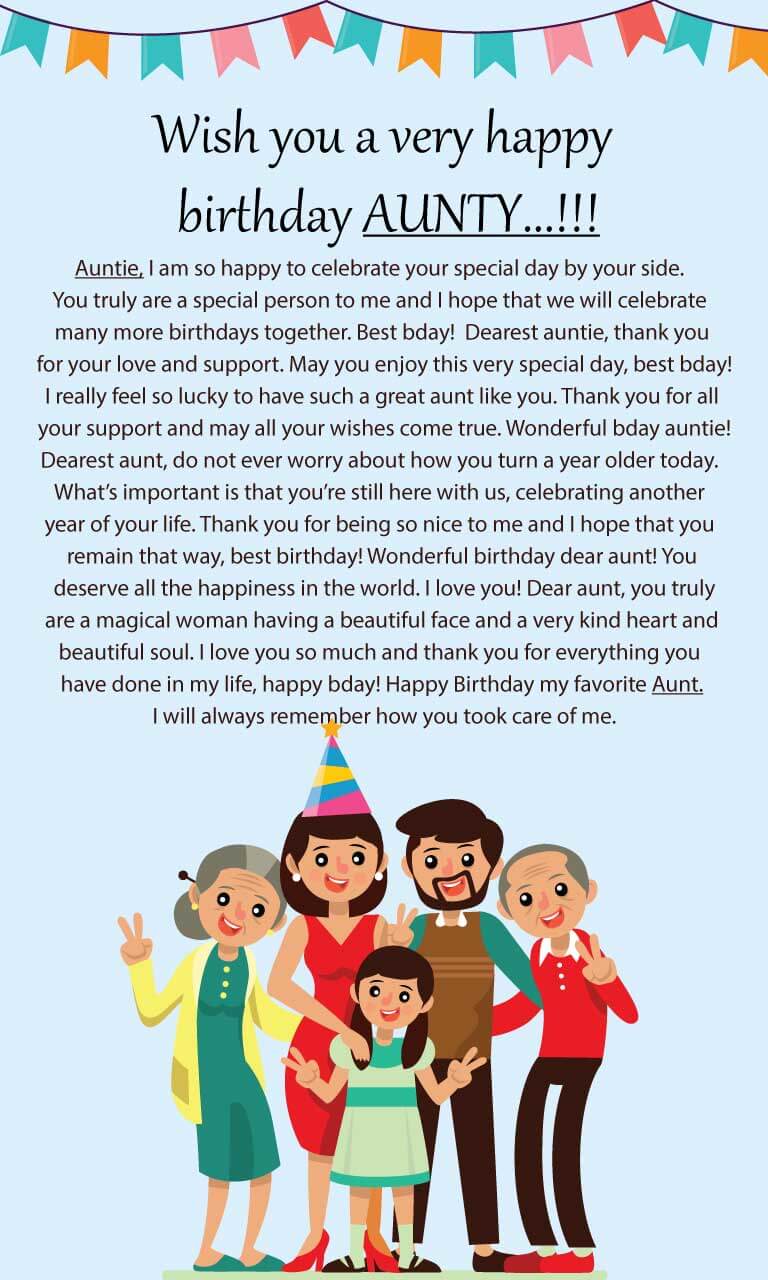 Wish you a very happy
birthday AUNTY...!!!
Auntie, I am so happy to celebrate your special day by your side.
You truly are a special person to me and I hope that we will celebrate
many more birthdays together. Best bday!  Dearest auntie, thank you
for your love and support. May you enjoy this very special day, best bday!
I really feel so lucky to have such a great aunt like you. Thank you for all
your support and may all your wishes come true. Wonderful bday auntie!
Dearest aunt, do not ever worry about how you turn a year older today.
What’s important is that you’re still here with us, celebrating another
year of your life. Thank you for being so nice to me and I hope that you
remain that way, best birthday! Wonderful birthday dear aunt! You
deserve all the happiness in the world. I love you! Dear aunt, you truly
are a magical woman having a beautiful face and a very kind heart and
beautiful soul. I love you so much and thank you for everything you
have done in my life, happy bday! Happy Birthday my favorite Aunt.
I will always remember how you took care of me.